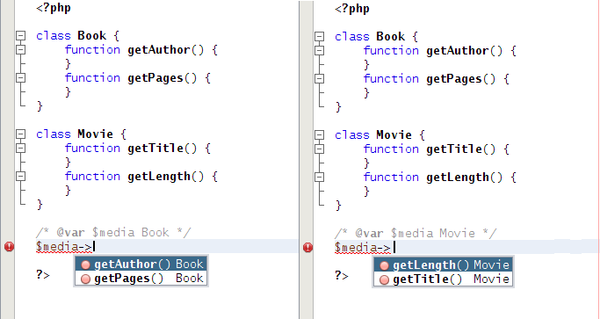 <?php
class Book {
function getAuthor() {
}
function getPages() {
}
}
class Movie {
function getTitle() {
}
function getLength() {
}
}
/* @var $media Book */
$media->
getAuthor() Book
getPages() Book
?>
<?php
class Book {
function getAuthor() {
}
function getPages() {
}
}
class Movie {
function getTitle() {
}
function getLength() {
}
}
/* @var $media Movie */
$media->
getLength() Movie
getTitle() Movie
?>